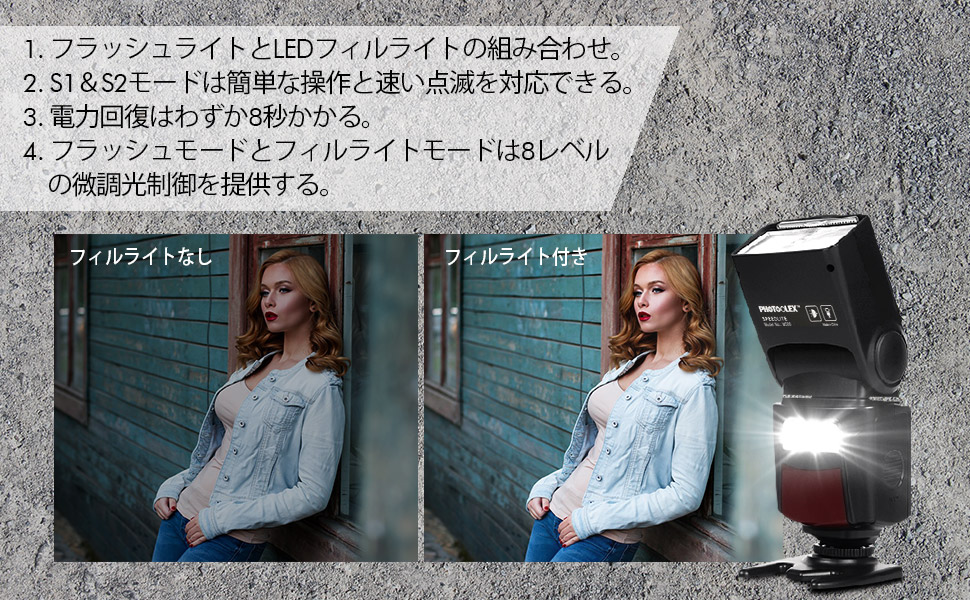 1. フラッシュライトとLEDフィルライトの組み合わせ。
2. S1＆S2モードは簡単な操作と速い点滅を対応できる。
3. 電力回復はわずか8秒かかる。
4. フラッシュモードとフィルライトモードは8レベル
の微調光制御を提供する。
フィルライトなし
フィルライト付き
PHOTOOLEX
SPEEDLITE